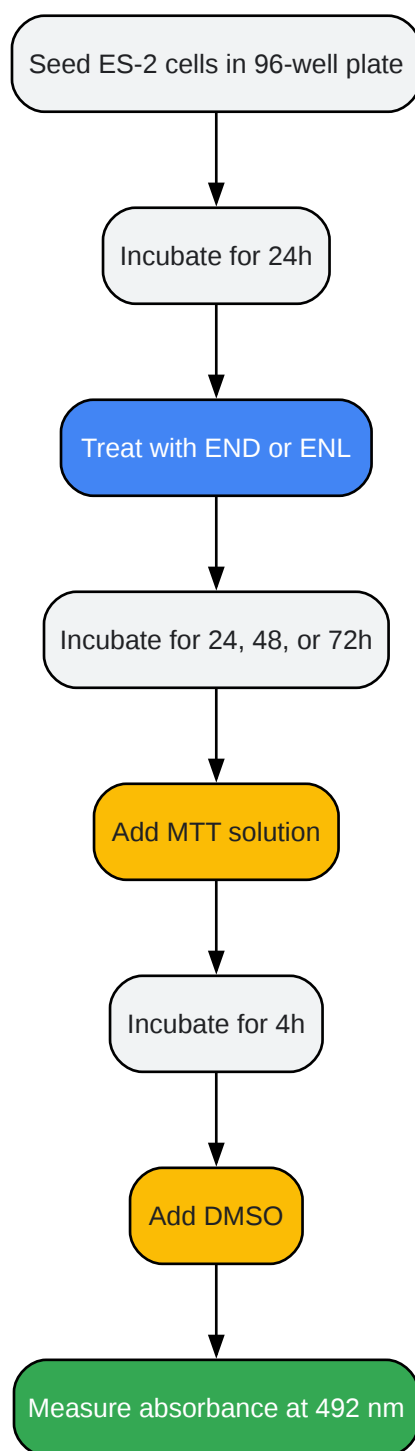 Seed ES-2 cells in 96-well plate
Incubate for 24h
Treat with END or ENL
Incubate for 24, 48, or 72h
Add MTT solution
Incubate for 4h
Add DMSO
Measure absorbance at 492 nm